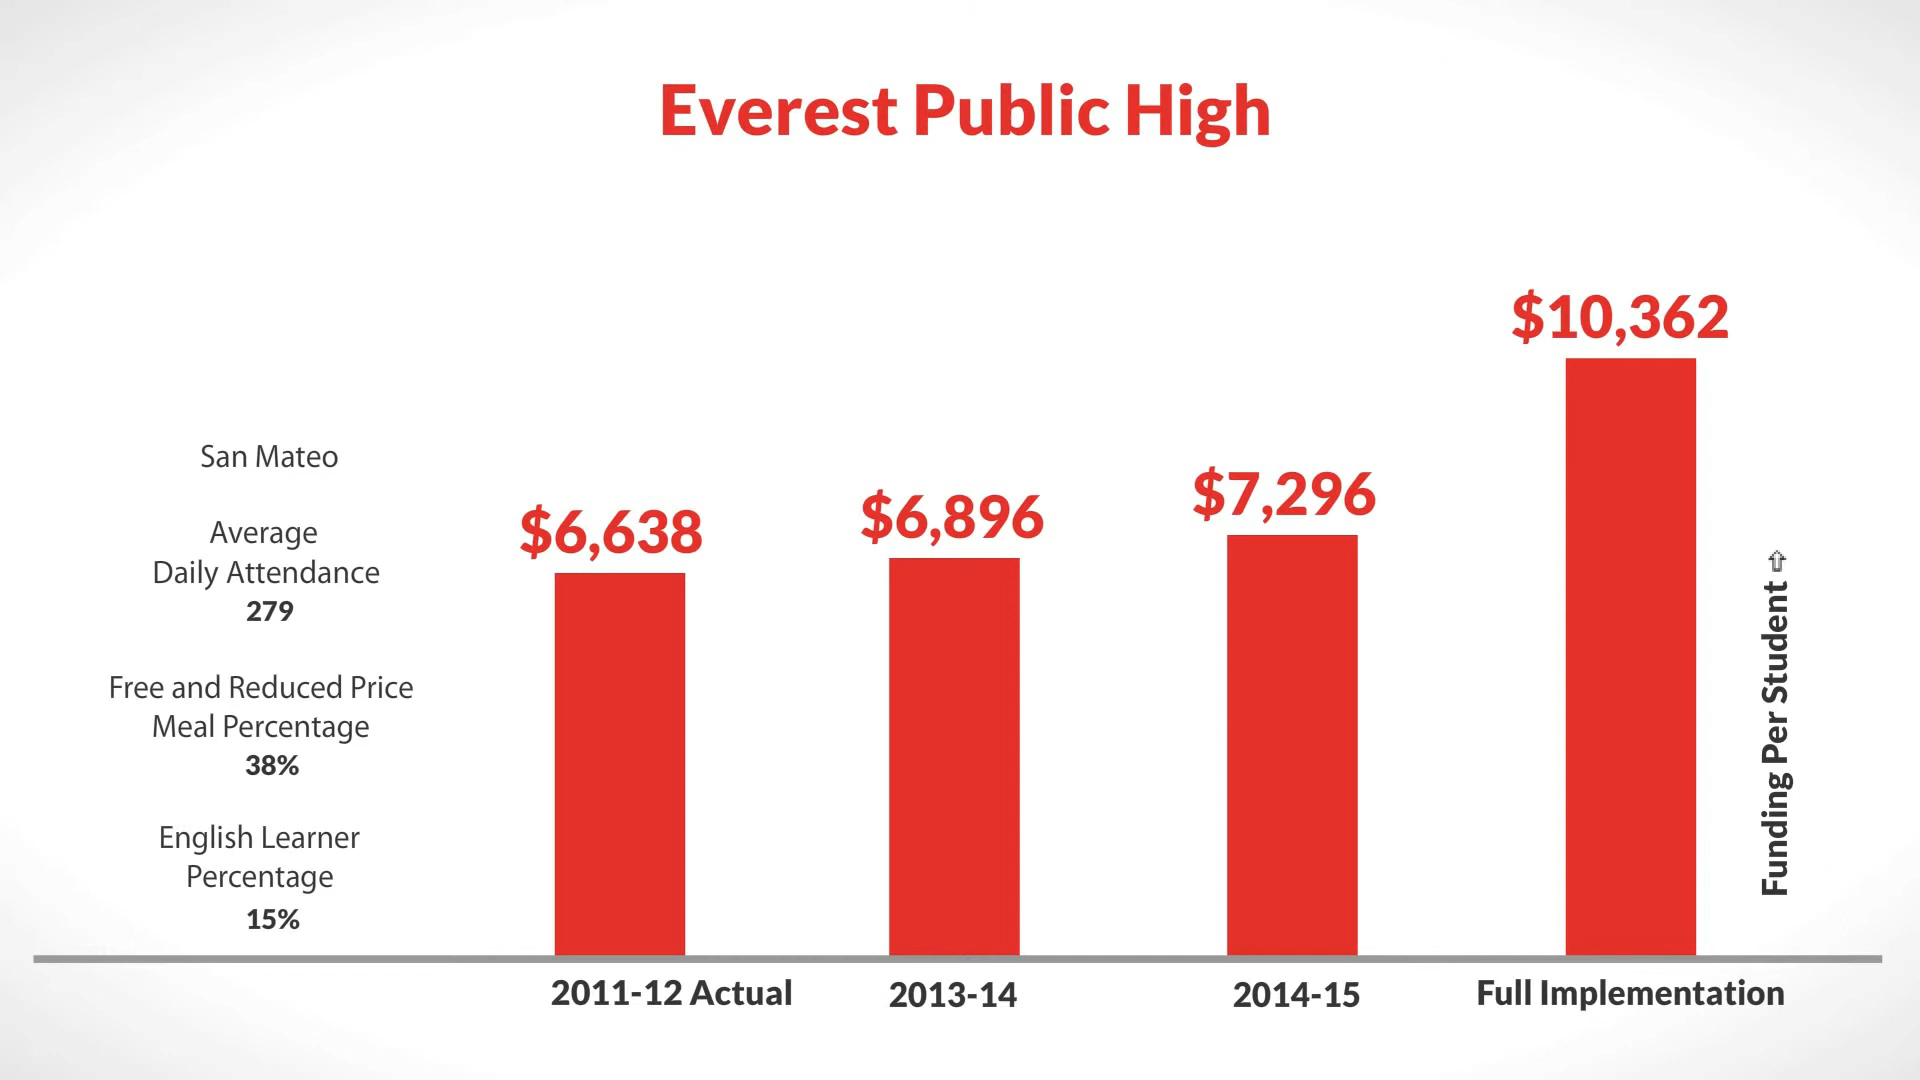 Everest Public High
San Mateo
Average
Daily Attendance
279
Free and Reduced Price
Meal Percentage
38%
English Learner
Percentage
15%
$6,638
$6,896
$7,296
$10,362
2011-12 Actual
2013-14
2014-15
Full Implementation
Funding Per Student ⇧